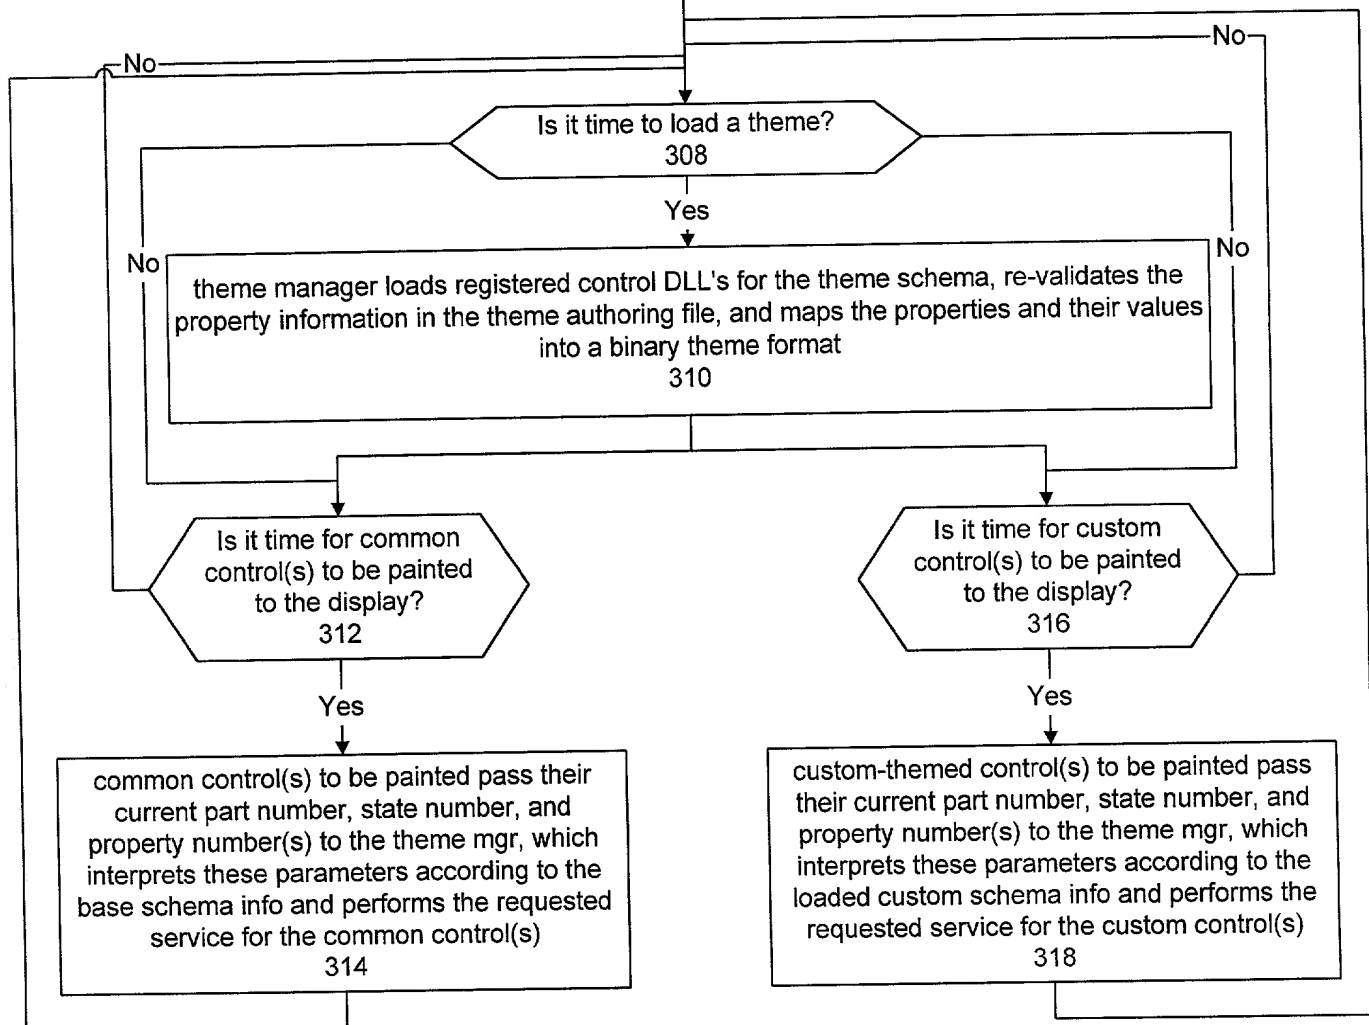 No
No
Is it time to load a theme?
308
Yes
No
No
theme manager loads registered control DLL's for the theme schema, re-validates the
property information in the theme authoring file, and maps the properties and their values
into a binary theme format
310
Is it time for common
control(s) to be painted
to the display?
312
Is it time for custom
control(s) to be painted
to the display?
316
Yes
Yes
common control(s) to be painted pass their
current part number, state number, and
property number(s) to the theme mgr, which
interprets these parameters according to the
base schema info and performs the requested
service for the common control(s)
314
custom-themed control(s) to be painted pass
their current part number, state number, and
property number(s) to the theme mgr, which
interprets these parameters according to the
loaded custom schema info and performs the
requested service for the custom control(s)
318